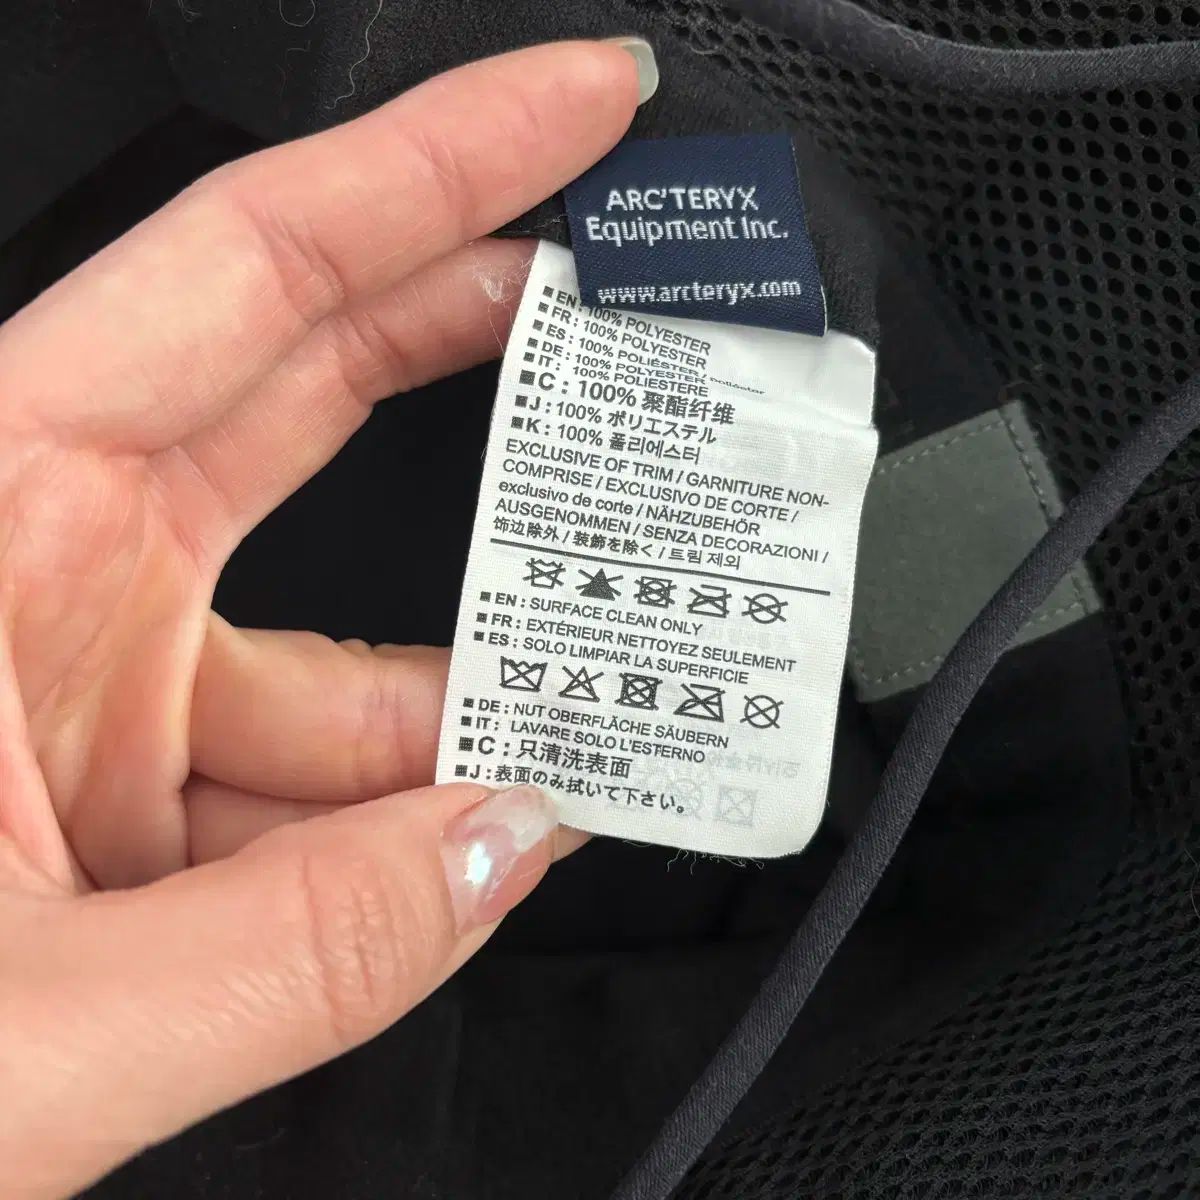 ARC'TERYX
Equipment Inc.
www.arcteryx.com
■EN : 100% POLYESTER
■FR : 100% POLYESTER
■ES : 100% POLIÉSTER / poliéster
■DE : 100% POLYESTER
■IT : 100% POLIESTERE
■C : 100% 聚酯纤维
■J : 100% ポリエステル
■K : 100% 폴리에스터
EXCLUSIVE OF TRIM / GARNITURE NON-
COMPRISE / EXCLUSIVO DE CORTE /
exclusivo de corte / NÄHZUBEHÖR
AUSGENOMMEN / SENZA DECORAZIONI /
饰边除外 / 装飾を除く / 트림 제외
■EN : SURFACE CLEAN ONLY
■FR : EXTÉRIEUR NETTOYEZ SEULEMENT
■ES : SOLO LIMPIAR LA SUPERFICIE
■DE : NUT OBERFLÄCHE SÄUBERN
■IT : LAVARE SOLO L'ESTERNO
■C : 只清洗表面
■J : 表面のみ拭いて下さい。